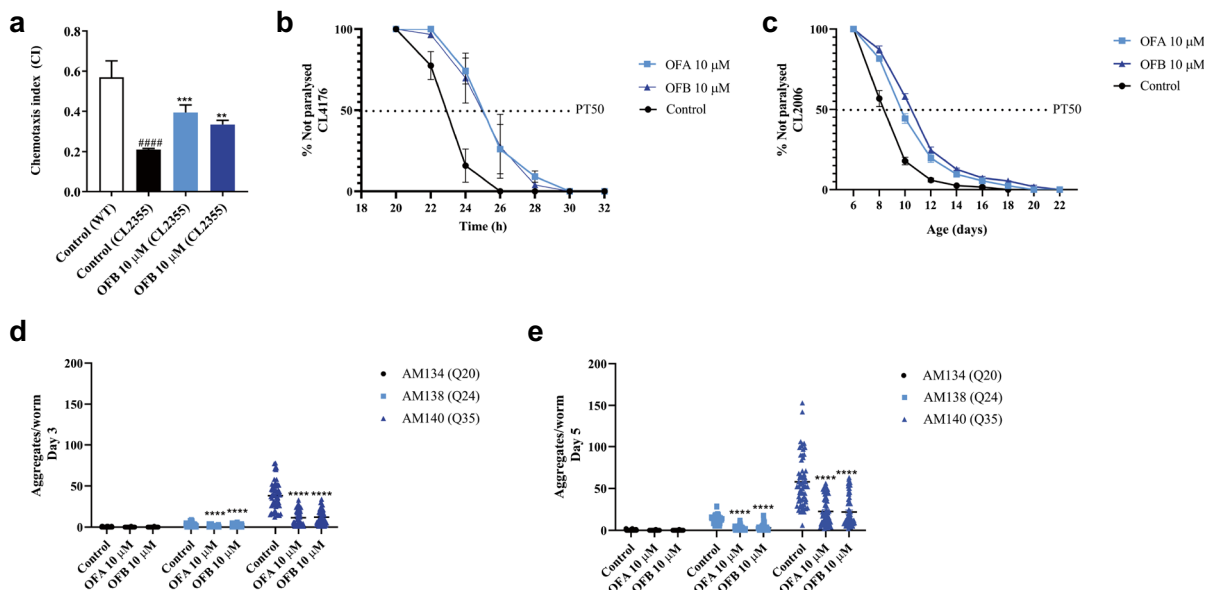 a
Chemotaxis index (CI)
0.8
0.6
0.4
0.2
0.0
####
***
**
Control (WT)
Control (CL2355)
OFB 10 μM (CL2355)
OFB 10 μM (CL2355)
b
% Not paralysed
CL4176
100
50
0
18 20 22 24 26 28 30 32
Time (h)
PT50
OFA 10 μM
OFB 10 μM
Control
c
% Not paralysed
CL2006
100
50
0
6 8 10 12 14 16 18 20 22
Age (days)
PT50
OFA 10 μM
OFB 10 μM
Control
d
Aggregates/worm
Day 3
200
150
100
50
0
**** ****
**** ****
Control
OFA 10 μM
OFB 10 μM
Control
OFA 10 μM
OFB 10 μM
Control
OFA 10 μM
OFB 10 μM
AM134 (Q20)
AM138 (Q24)
AM140 (Q35)
e
Aggregates/worm
Day 5
200
150
100
50
0
**** ****
**** ****
Control
OFA 10 μM
OFB 10 μM
Control
OFA 10 μM
OFB 10 μM
Control
OFA 10 μM
OFB 10 μM
AM134 (Q20)
AM138 (Q24)
AM140 (Q35)